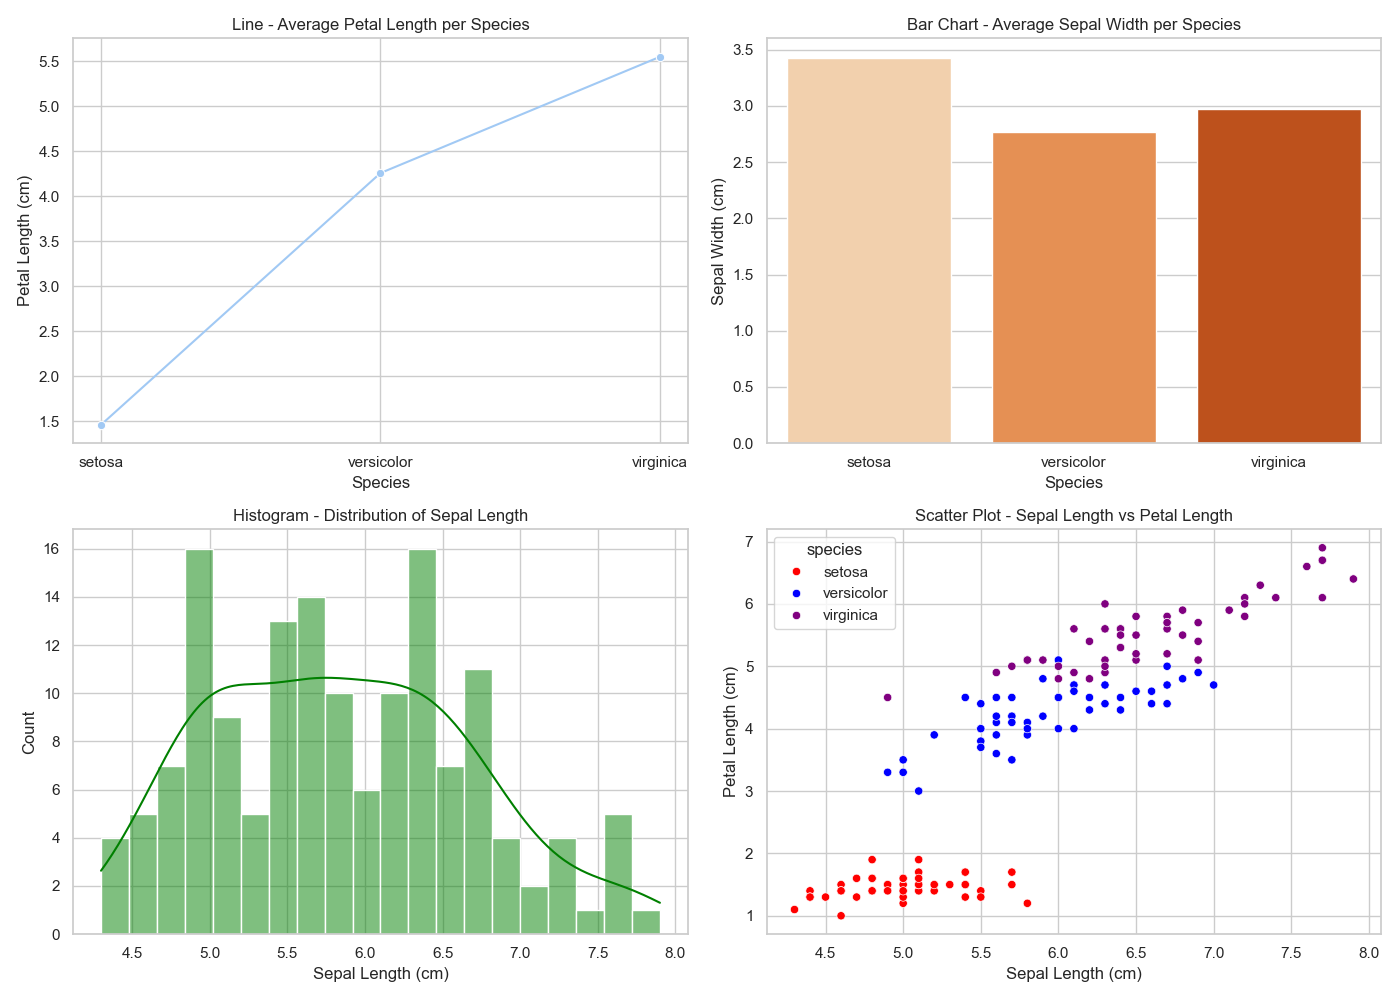 Line - Average Petal Length per Species
Petal Length (cm)
5.5
5.0
4.5
4.0
3.5
3.0
2.5
2.0
1.5
setosa versicolor virginica
Species
Bar Chart - Average Sepal Width per Species
Sepal Width (cm)
3.5
3.0
2.5
2.0
1.5
1.0
0.5
0.0
setosa versicolor virginica
Species
Histogram - Distribution of Sepal Length
Count
16
14
12
10
8
6
4
2
0
4.5 5.0 5.5 6.0 6.5 7.0 7.5 8.0
Sepal Length (cm)
Scatter Plot - Sepal Length vs Petal Length
species
setosa
versicolor
virginica
Petal Length (cm)
7
6
5
4
3
2
1
4.5 5.0 5.5 6.0 6.5 7.0 7.5 8.0
Sepal Length (cm)